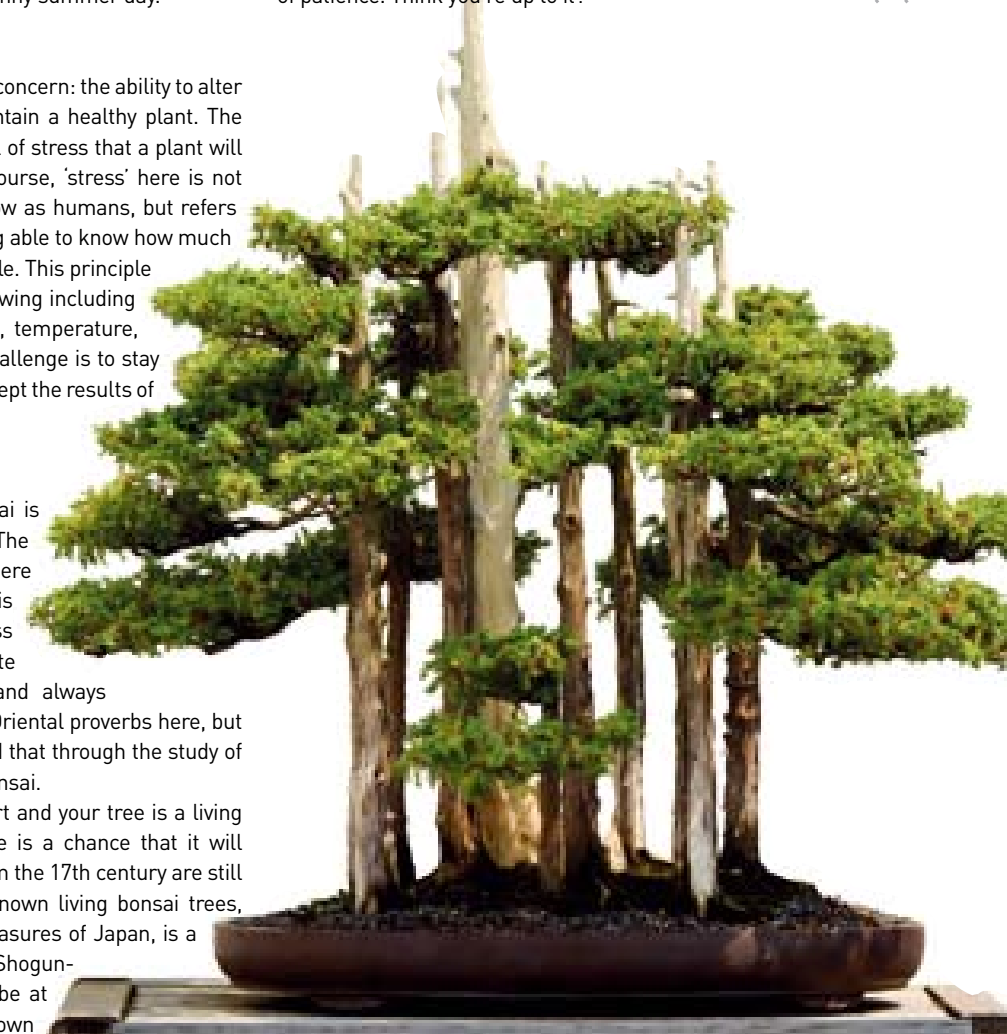 nny summer day.
of patience. Think you're up to it?
concern: the ability to alter
ntain a healthy plant. The
of stress that a plant will
ourse, ‘stress’ here is not
ow as humans, but refers
g able to know how much
le. This principle
wing including
, temperature,
allenge is to stay
ept the results of
ai is
The
ere
is
ss
te
and always
Oriental proverbs here, but
d that through the study of
nsai.
rt and your tree is a living
e is a chance that it will
n the 17th century are still
nown living bonsai trees,
asures of Japan, is a
Shogun-
be at
own